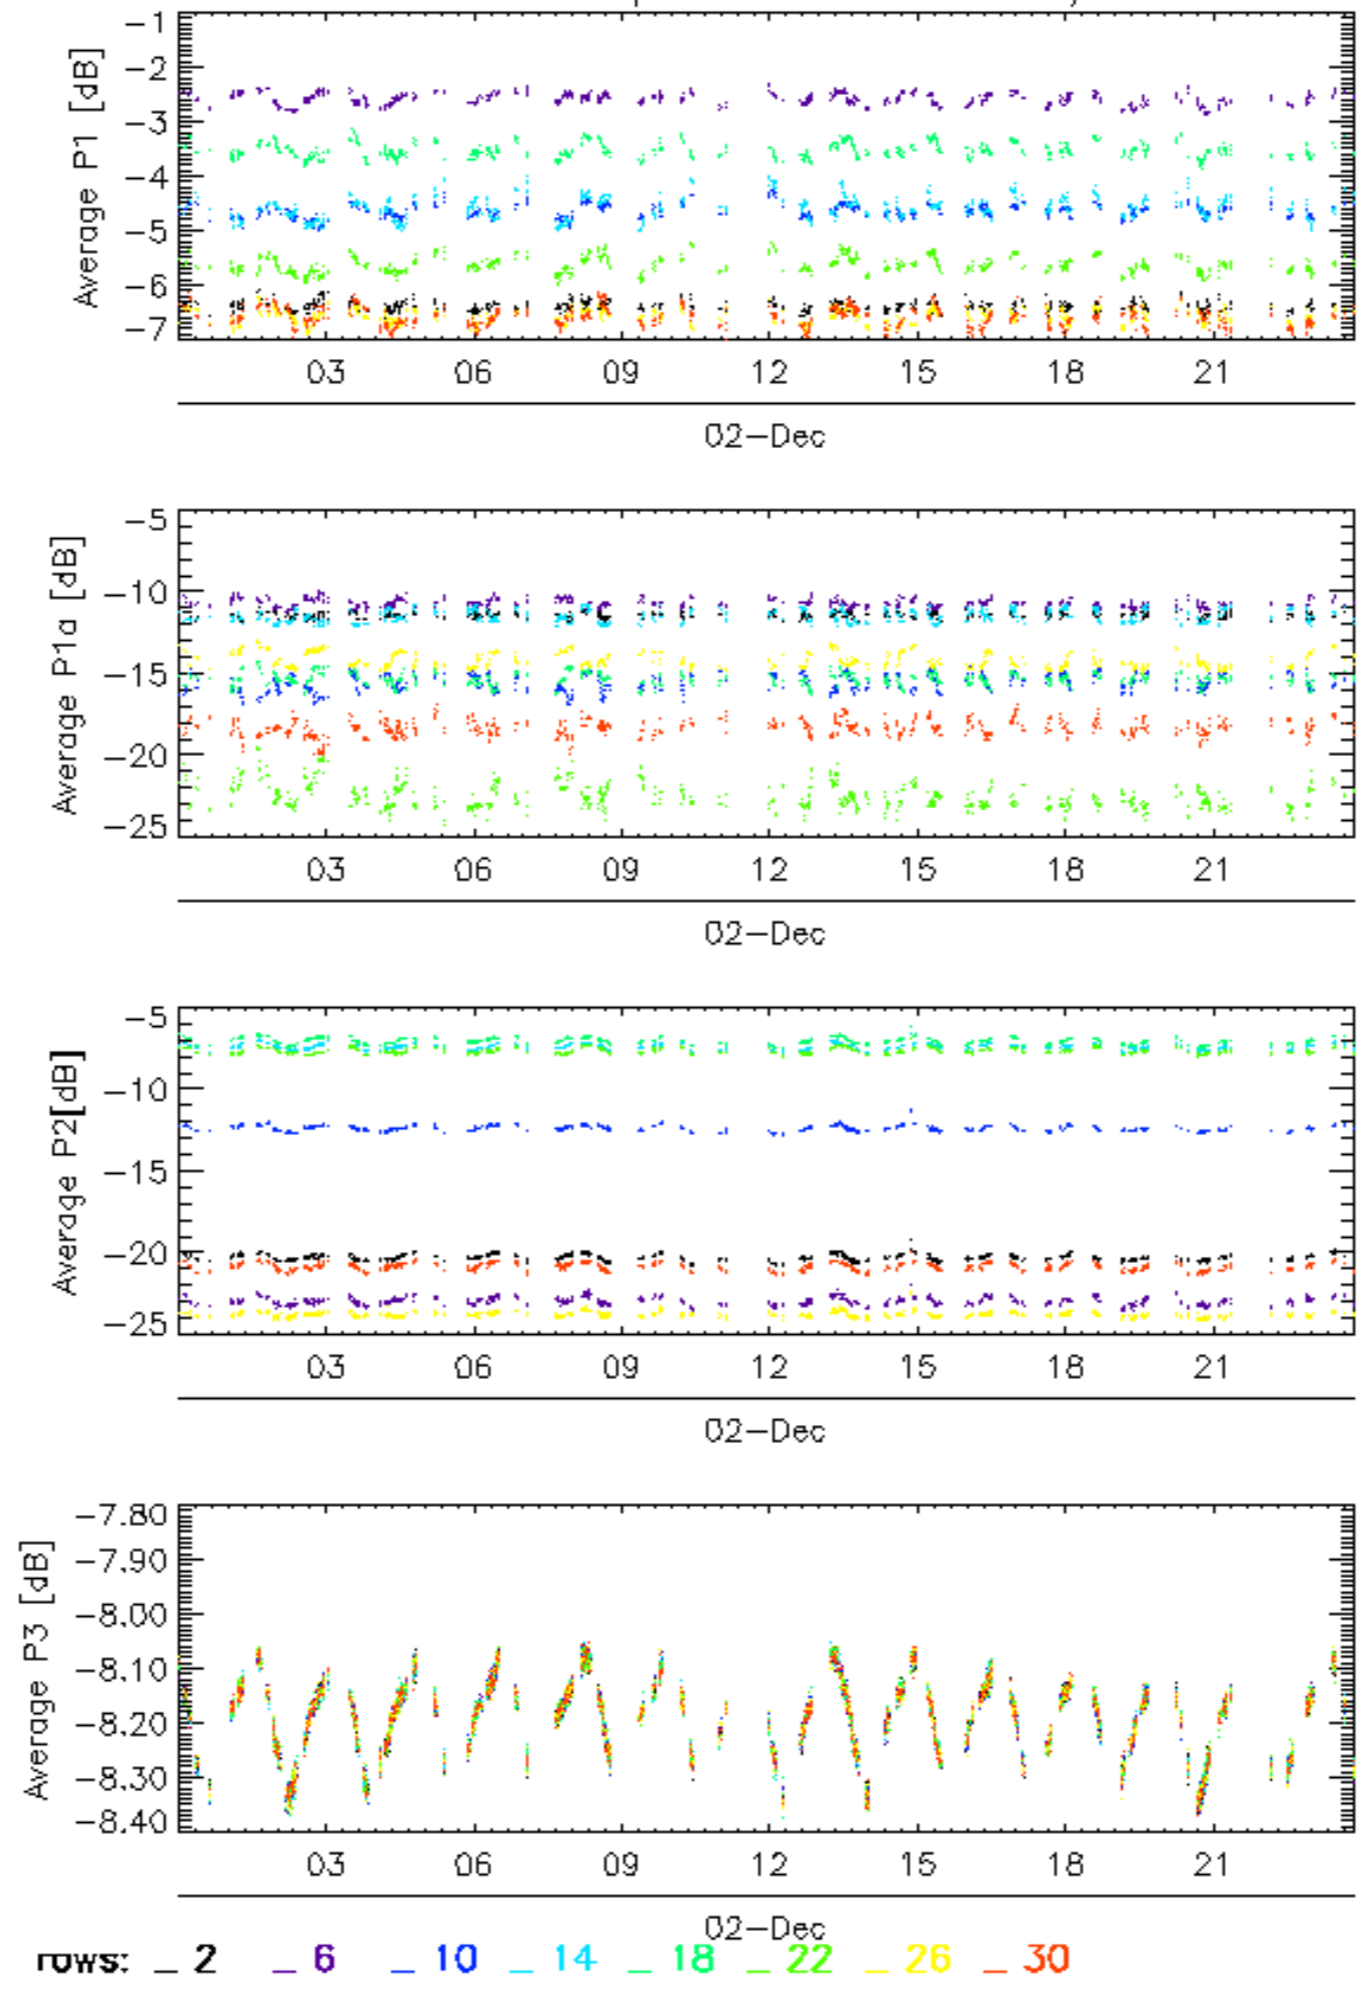 Average P1 [dB]
-1
-2
-3
-4
-5
-6
-7
03 06 09 12 15 18 21
02-Dec
Average P1a [dB]
-5
-10
-15
-20
-25
03 06 09 12 15 18 21
02-Dec
Average P2[dB]
-5
-10
-15
-20
-25
03 06 09 12 15 18 21
02-Dec
Average P3 [dB]
-7.80
-7.90
-8.00
-8.10
-8.20
-8.30
-8.40
03 06 09 12 15 18 21
02-Dec
rows: _ 2 _ 6 _ 10 _ 14 _ 18 _ 22 _ 26 _ 30